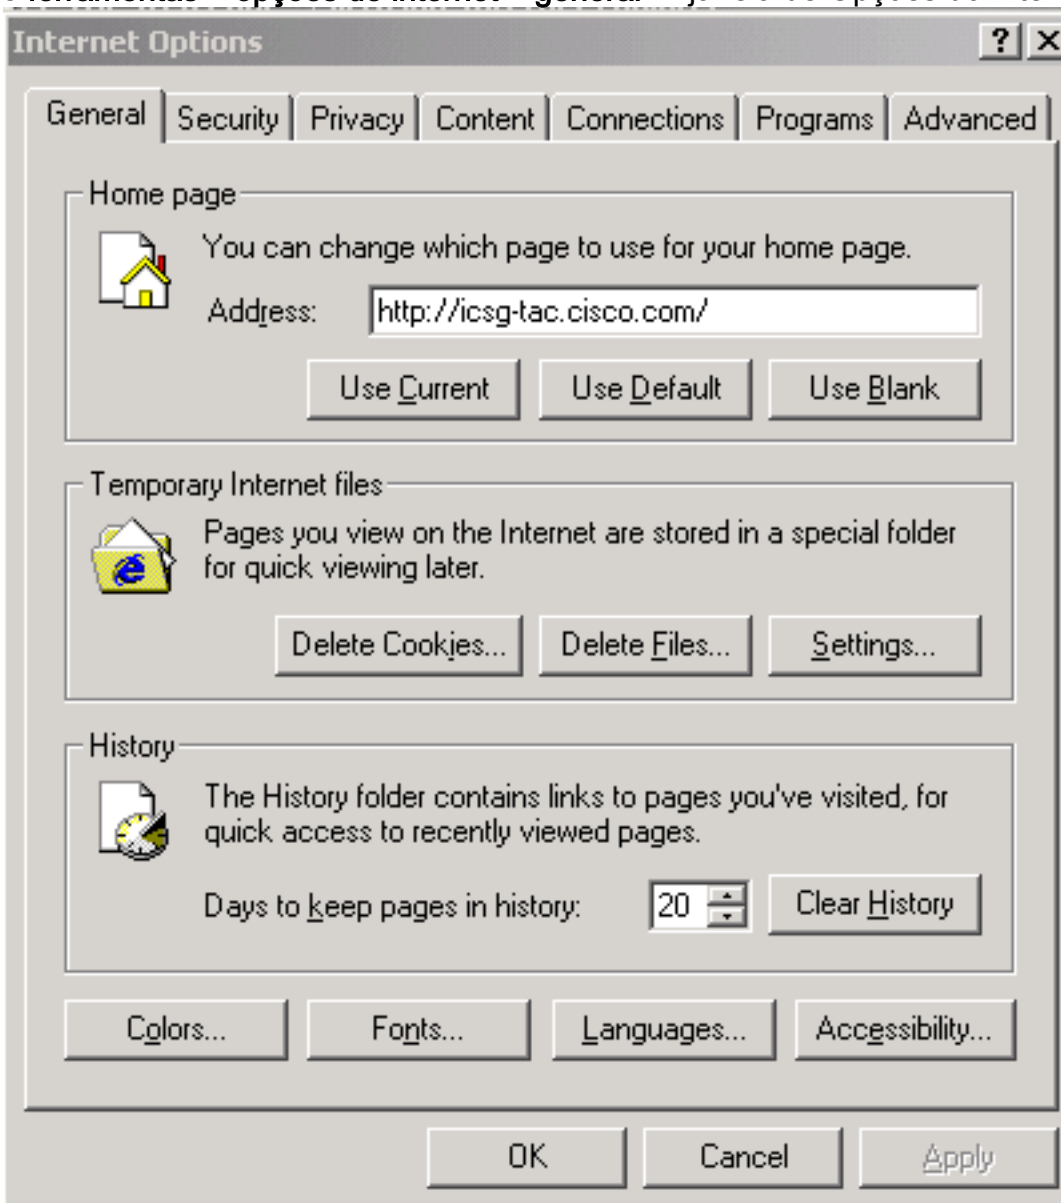 Internet Options
General Security Privacy Content Connections Programs Advanced
Home page
You can change which page to use for your home page.
Address: http://icsg-tac.cisco.com/
Use Current Use Default Use Blank
Temporary Internet files
Pages you view on the Internet are stored in a special folder
for quick viewing later.
Delete Cookies... Delete Files... Settings...
History
The History folder contains links to pages you've visited, for
quick access to recently viewed pages.
Days to keep pages in history: 20 Clear History
Colors... Fonts... Languages... Accessibility...
OK Cancel Apply